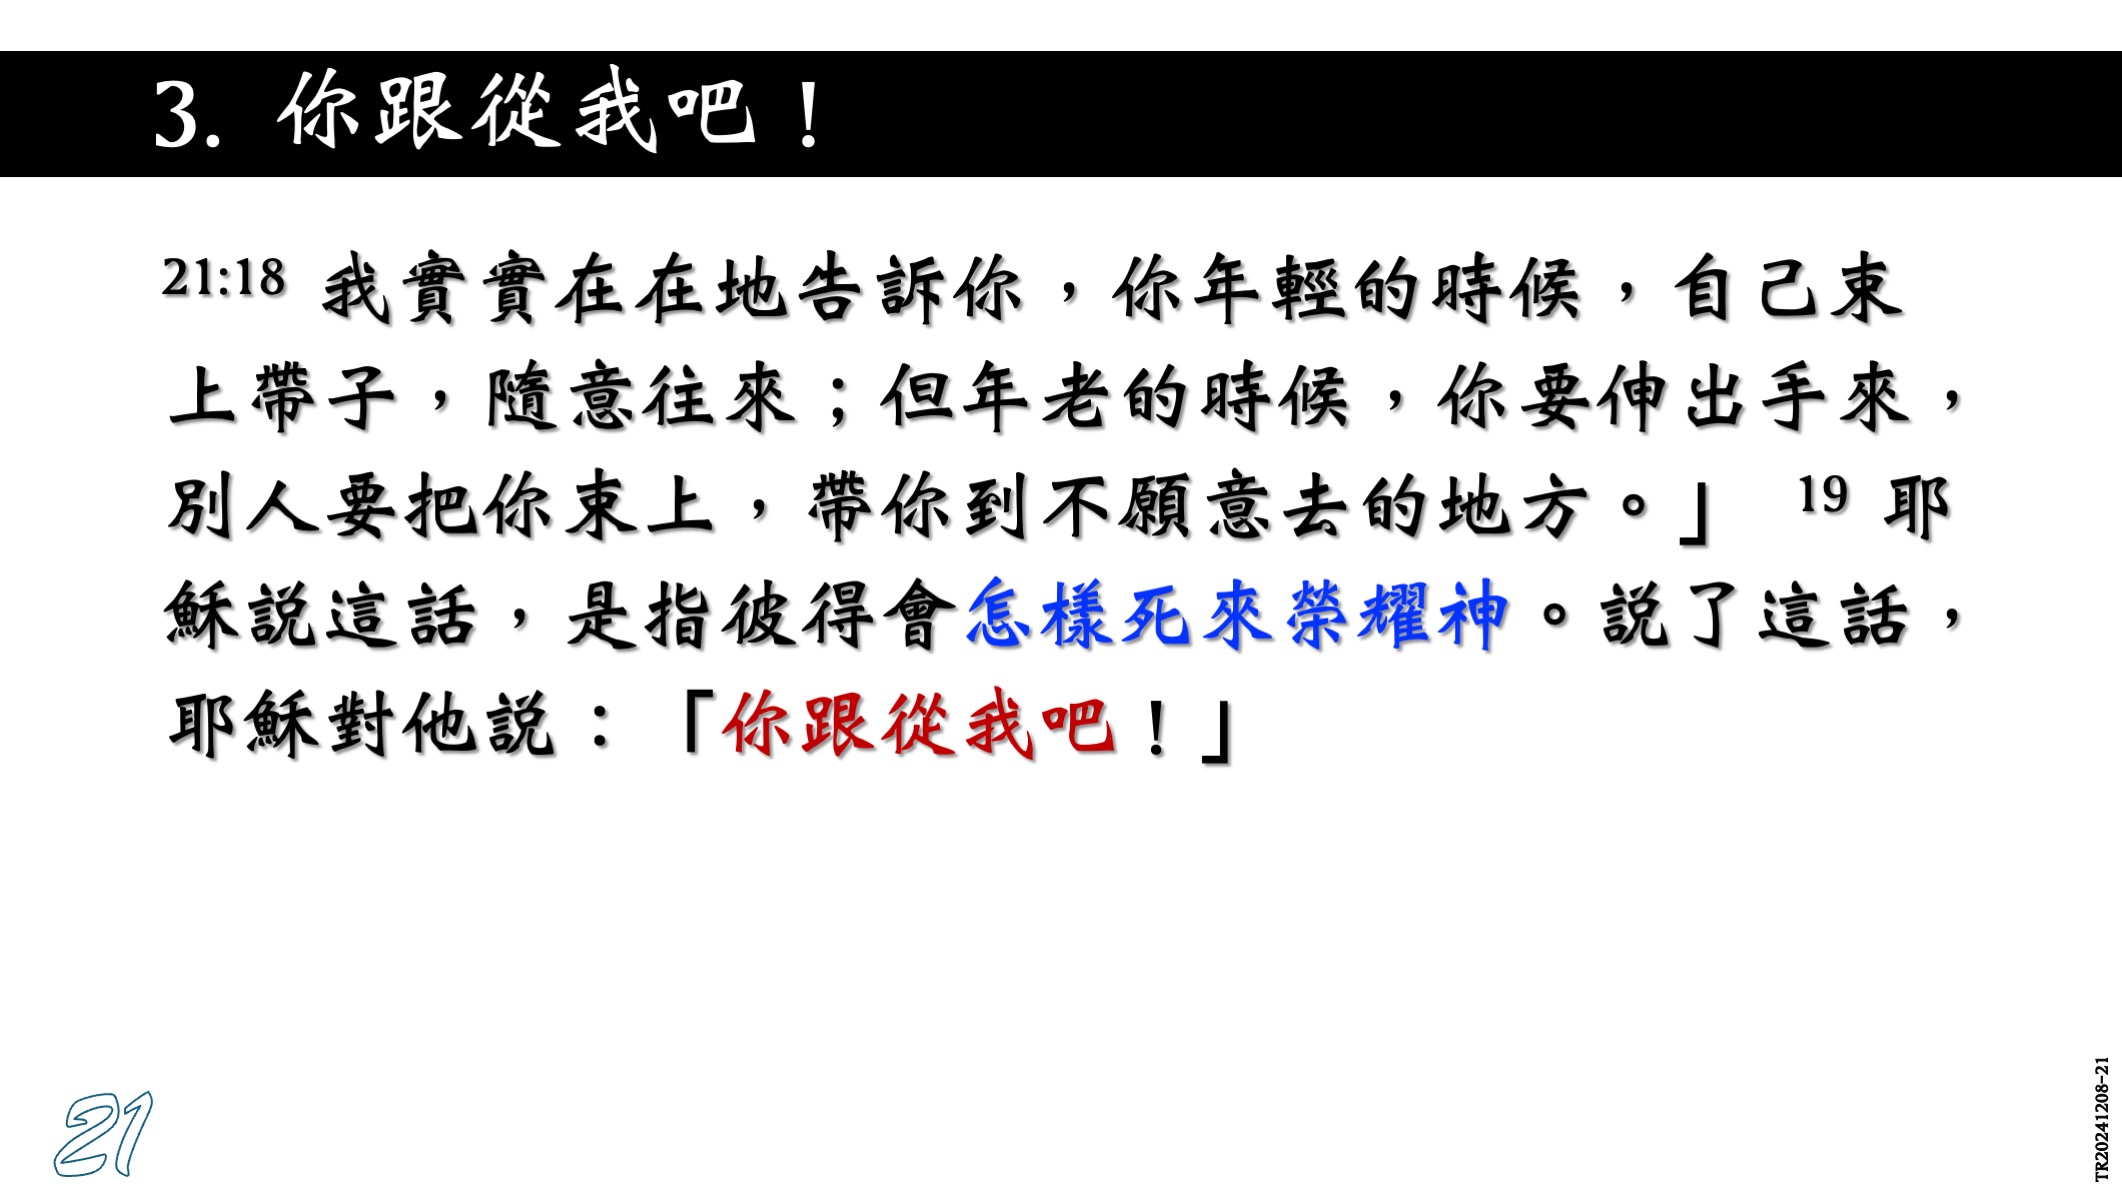 3. 你跟從我吧！
21:18 我實實在在地告訴你，你年輕的時候，自己束
上帶子，隨意往來；但年老的時候，你要伸出手來，
別人要把你束上，帶你到不願意去的地方。」 19 耶
穌說這話，是指彼得會怎樣死來榮耀神。說了這話，
耶穌對他說：「你跟從我吧！」
21
TR20241208-21